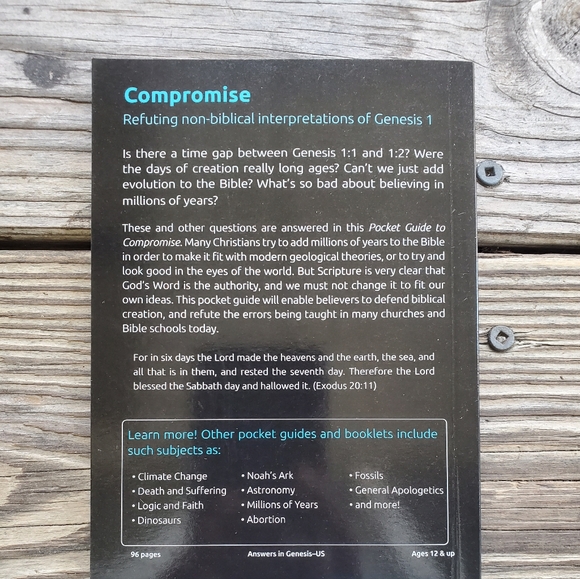 Compromise
Refuting non-biblical interpretations of Genesis 1
Is there a time gap between Genesis 1:1 and 1:2? Were
the days of creation really long ages? Can't we just add
evolution to the Bible? What's so bad about believing in
millions of years?
These and other questions are answered in this Pocket Guide to
Compromise. Many Christians try to add millions of years to the Bible
in order to make it fit with modern geological theories, or to try and
look good in the eyes of the world. But Scripture is very clear that
God's Word is the authority, and we must not change it to fit our
own ideas. This pocket guide will enable believers to defend biblical
creation, and refute the errors being taught in many churches and
Bible schools today.
For in six days the Lord made the heavens and the earth, the sea, and
all that is in them, and rested the seventh day. Therefore the Lord
blessed the Sabbath day and hallowed it. (Exodus 20:11)
Learn more! Other pocket guides and booklets include
such subjects as:
• Climate Change
• Death and Suffering
• Logic and Faith
• Dinosaurs
• Noah's Ark
• Astronomy
• Millions of Years
• Abortion
• Fossils
• General Apologetics
• and more!
96 pages
Answers in Genesis–US
Ages 12 & up